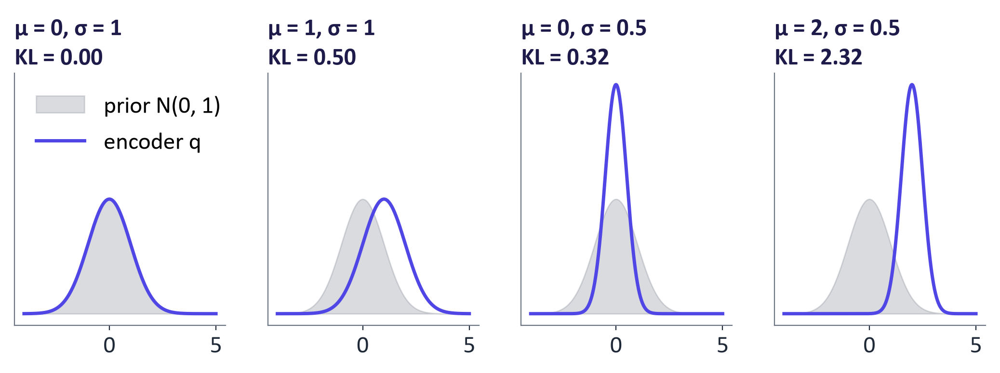 μ = 0, σ = 1
KL = 0.00
prior N(0, 1)
encoder q
0 5
μ = 1, σ = 1
KL = 0.50
0 5
μ = 0, σ = 0.5
KL = 0.32
0 5
μ = 2, σ = 0.5
KL = 2.32
0 5